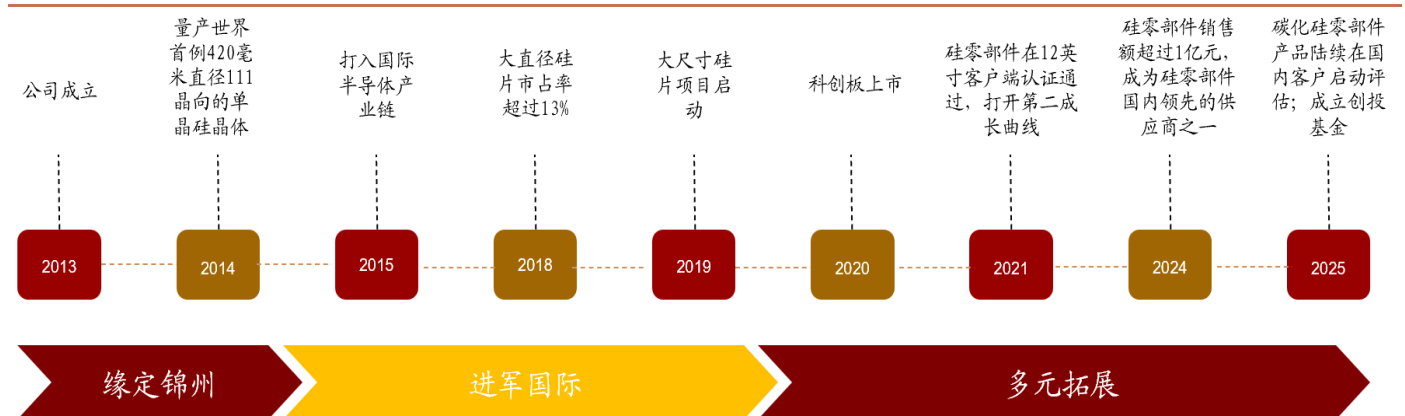 公司成立
量产世界
首例420毫
米直径111
晶向的单
晶硅晶体
打入国际
半导体产
业链
大直径硅
片市占率
超过13%
大尺寸硅
片项目启
动
科创板上市
硅零部件在12英
寸客户端认证通
过，打开第二成
长曲线
硅零部件销售
额超过1亿元，
成为硅零部件
国内领先的供
应商之一
碳化硅零部件
产品陆续在国
内客户启动评
估；成立创投
基金
2013
2014
2015
2018
2019
2020
2021
2024
2025
缘定锦州
进军国际
多元拓展